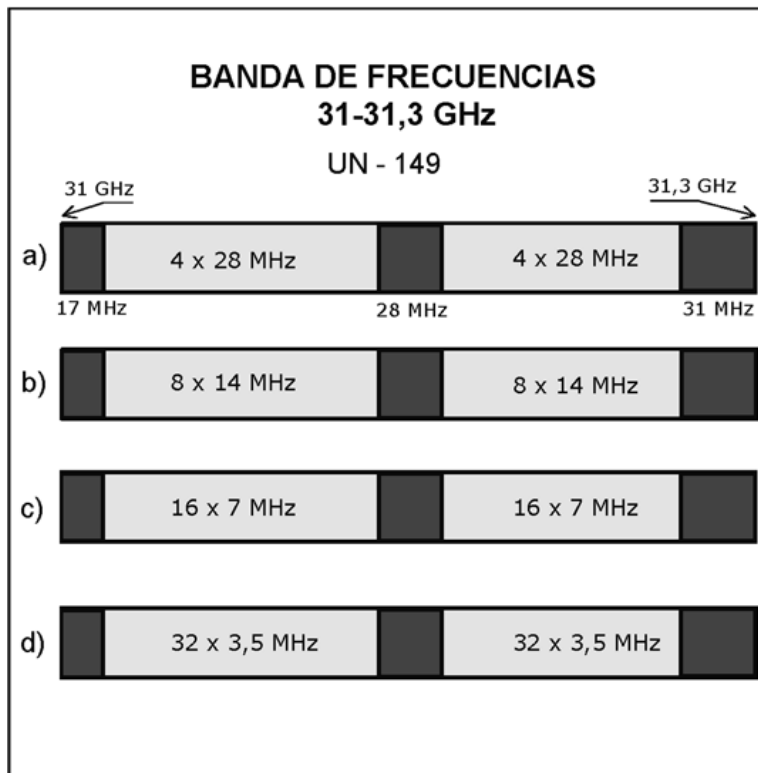 BANDA DE FRECUENCIAS
31-31,3 GHz
UN - 149
31 GHz
31,3 GHz
a)
4 x 28 MHz
4 x 28 MHz
17 MHz
28 MHz
31 MHz
b)
8 x 14 MHz
8 x 14 MHz
c)
16 x 7 MHz
16 x 7 MHz
d)
32 x 3,5 MHz
32 x 3,5 MHz